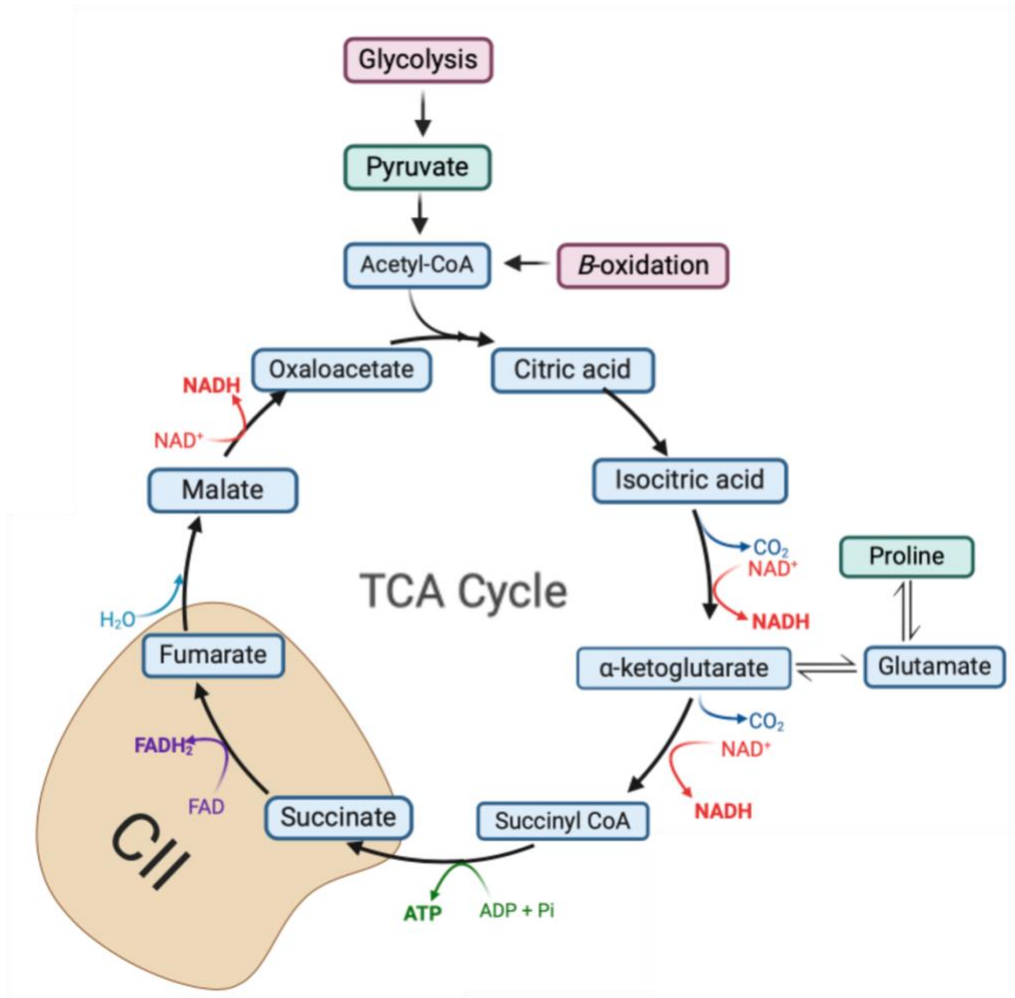 Glycolysis
Pyruvate
Acetyl-CoA
B-oxidation
Oxaloacetate
Citric acid
NADH
NAD⁺
Malate
Isocitric acid
CO₂
NAD⁺
NADH
Proline
TCA Cycle
H₂O
Fumarate
α-ketoglutarate
Glutamate
CO₂
NAD⁺
NADH
FADH₂
FAD
Succinate
Succinyl CoA
CII
ATP
ADP + Pi